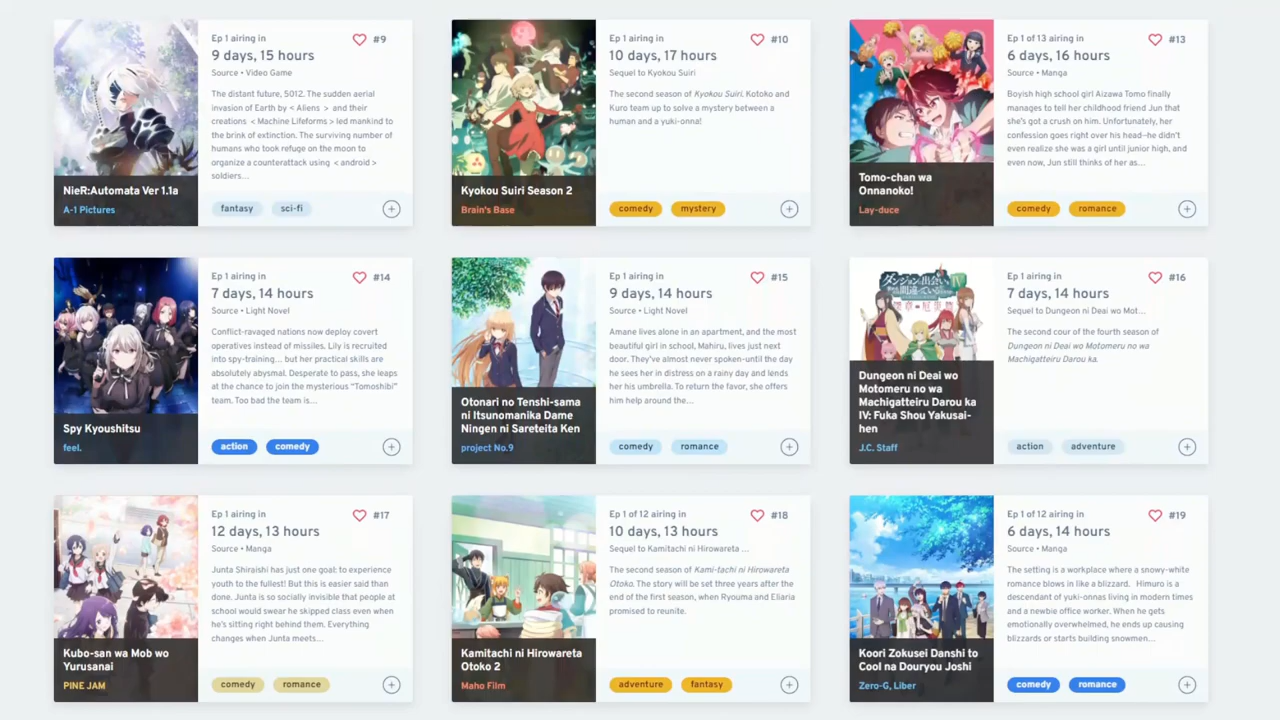 Ep 1 airing in
#9
9 days, 15 hours
Source • Video Game
The distant future, 5012. The sudden aerial
invasion of Earth by < Aliens > and their
creations < Machine Lifeforms > led mankind to
the brink of extinction. The surviving number of
humans who took refuge on the moon to
organize a counterattack using < android >
soldiers...
NieR:Automata Ver 1.1a
A-1 Pictures
fantasy
sci-fi
Ep 1 airing in
#10
10 days, 17 hours
Sequel to Kyokou Suiri
The second season of Kyokou Suiri. Kotoko and
Kuro team up to solve a mystery between a
human and a yuki-onna!
Kyokou Suiri Season 2
Brain's Base
comedy
mystery
Ep 1 of 13 airing in
#13
6 days, 16 hours
Source • Manga
Boyish high school girl Aizawa Tomo finally
manages to tell her childhood friend Jun that
she's got a crush on him. Unfortunately, her
confession goes right over his head—he didn't
even realize she was a girl until junior high, and
even now, Jun still thinks of her as...
Tomo-chan wa
Onnanoko!
Lay-duce
comedy
romance
Ep 1 airing in
#14
7 days, 14 hours
Source • Light Novel
Conflict-ravaged nations now deploy covert
operatives instead of missiles. Lily is recruited
into spy-training... but her practical skills are
absolutely abysmal. Desperate to pass, she leaps
at the chance to join the mysterious "Tomoshibi"
team. Too bad the team is...
Spy Kyoushitsu
feel.
action
comedy
Ep 1 airing in
#15
9 days, 14 hours
Source • Light Novel
Amane lives alone in an apartment, and the most
beautiful girl in school, Mahiru, lives just next
door. They've almost never spoken-until the day
he sees her in distress on a rainy day and lends
her his umbrella. To return the favor, she offers
him help around the...
Otonari no Tenshi-sama
ni Itsunomanika Dame
Ningen ni Sareteita Ken
project No.9
comedy
romance
Ep 1 airing in
#16
7 days, 14 hours
Sequel to Dungeon ni Deai wo Mot...
The second cour of the fourth season of
Dungeon ni Deai wo Motomeru no wa
Machigatteiru Darou ka.
Dungeon ni Deai wo
Motomeru no wa
Machigatteiru Darou ka
IV: Fuka Shou Yakusai-
hen
J.C. Staff
action
adventure
Ep 1 airing in
#17
12 days, 13 hours
Source • Manga
Junta Shiraishi has just one goal: to experience
youth to the fullest! But this is easier said than
done. Junta is so socially invisible that people at
school would swear he skipped class even when
he's sitting right behind them. Everything
changes when Junta meets...
Kubo-san wa Mob wo
Yurusanai
PINE JAM
comedy
romance
Ep 1 of 12 airing in
#18
10 days, 13 hours
Sequel to Kamitachi ni Hirowareta ...
The second season of Kami-tachi ni Hirowareta
Otoko. The story will be set three years after the
end of the first season, when Ryouma and Eliaria
promised to reunite.
Kamitachi ni Hirowareta
Otoko 2
Maho Film
adventure
fantasy
Ep 1 of 12 airing in
#19
6 days, 14 hours
Source • Manga
The setting is a workplace where a snowy-white
romance blows in like a blizzard. Himuro is a
descendant of yuki-onnas living in modern times
and a newbie office worker. When he gets
emotionally overwhelmed, he ends up causing
blizzards or starts building snowmen...
Koori Zokusei Danshi to
Cool na Douryou Joshi
Zero-G, Liber
comedy
romance